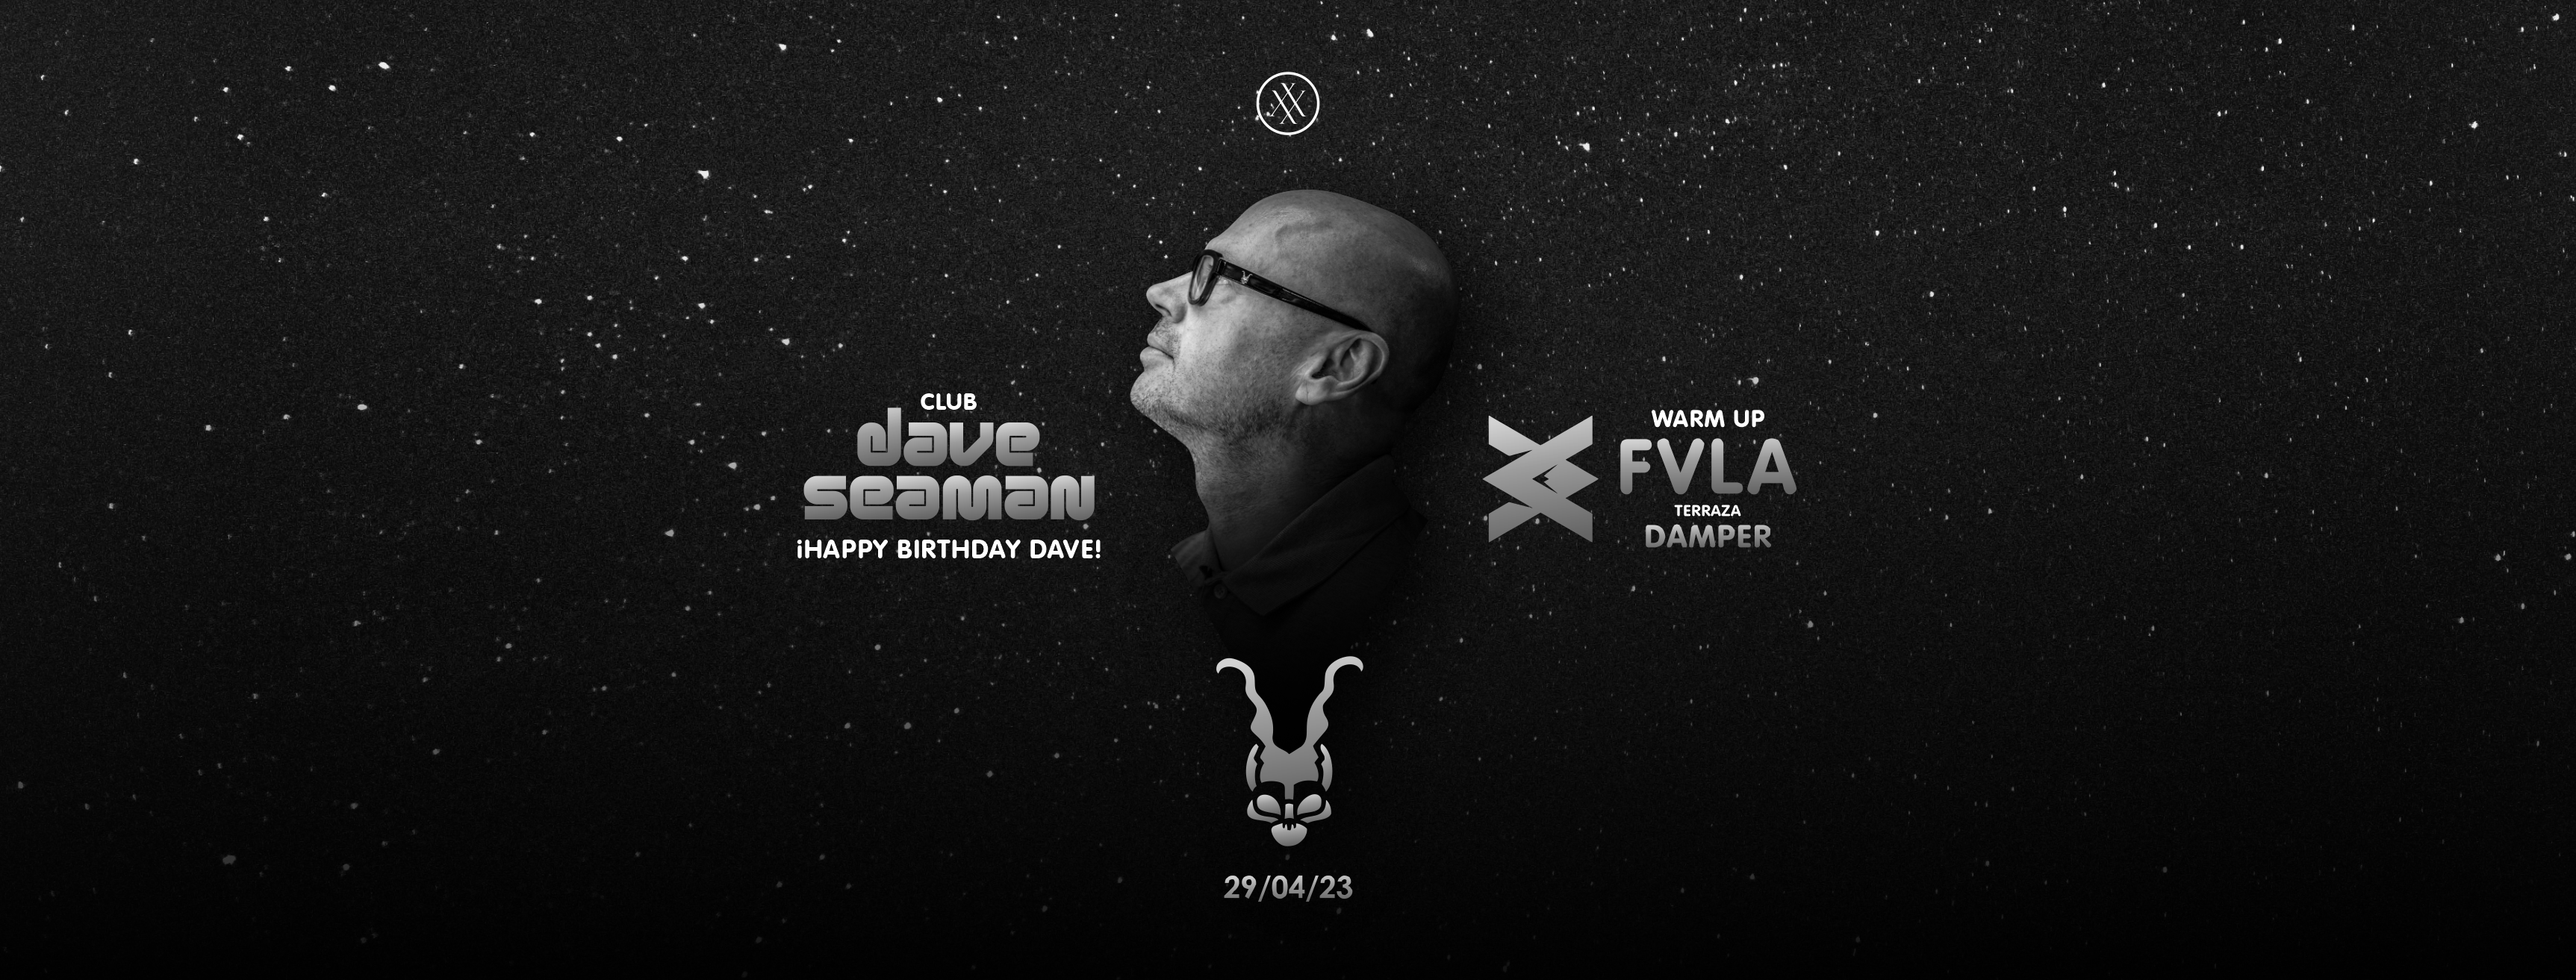 CLUB
dave
seaman
¡HAPPY BIRTHDAY DAVE!
WARM UP
FVLA
TERRAZA
DAMPER
29/04/23